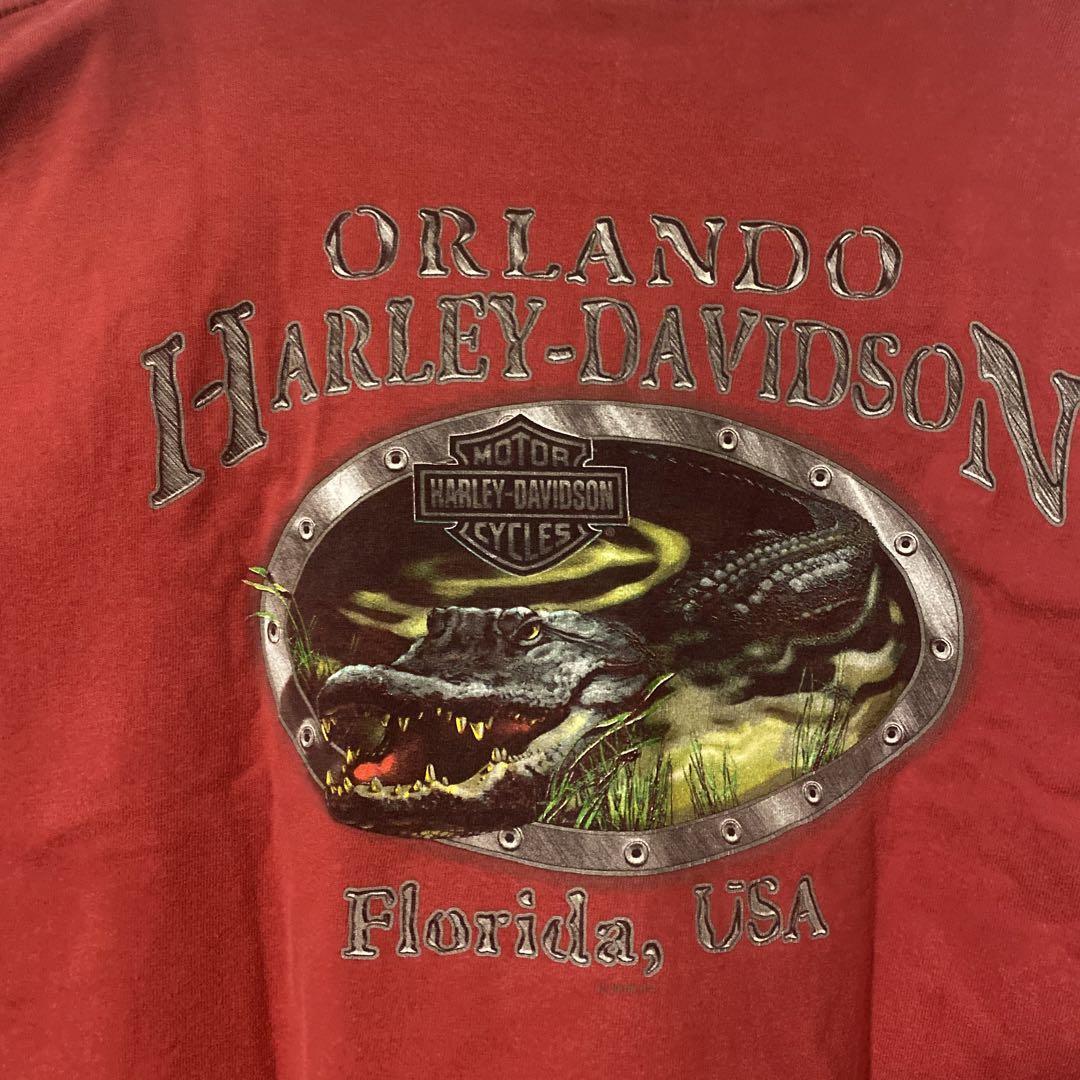 ORLANDO
HARLEY-DAVIDSON
MOTOR
HARLEY-DAVIDSON
CYCLES
®
Florida, USA